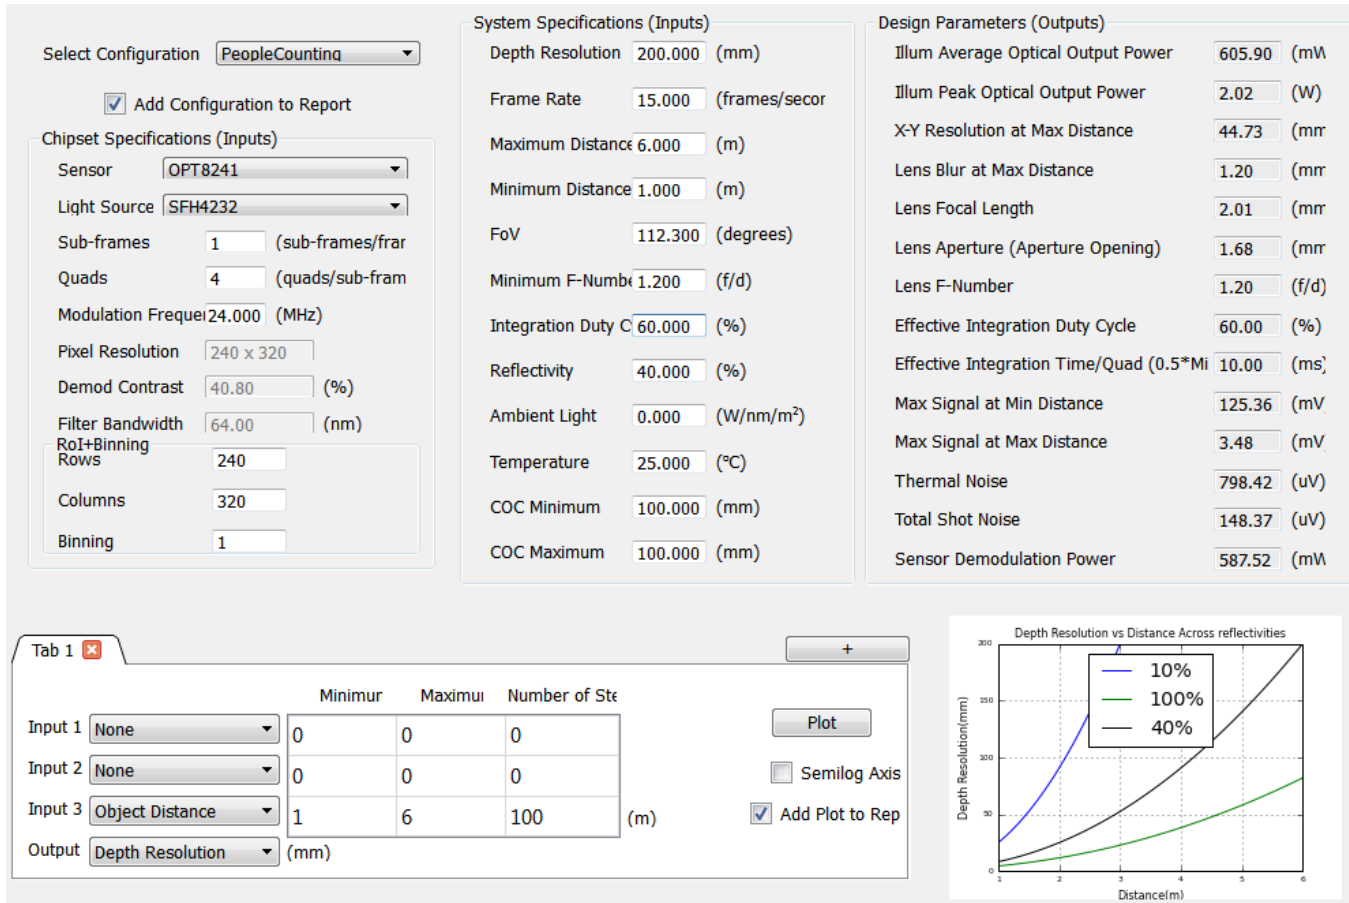 Select Configuration PeopleCounting
Add Configuration to Report
Chipset Specifications (Inputs)
Sensor OPT8241
Light Source SFH4232
Sub-frames 1 (sub-frames/frar
Quads 4 (quads/sub-fram
Modulation Frequer 24.000 (MHz)
Pixel Resolution 240 x 320
Demod Contrast 40.80 (%)
Filter Bandwidth 64.00 (nm)
RoI+Binning
Rows 240
Columns 320
Binning 1
System Specifications (Inputs)
Depth Resolution 200.000 (mm)
Frame Rate 15.000 (frames/secor
Maximum Distance 6.000 (m)
Minimum Distance 1.000 (m)
FoV 112.300 (degrees)
Minimum F-Numbe 1.200 (f/d)
Integration Duty C 60.000 (%)
Reflectivity 40.000 (%)
Ambient Light 0.000 (W/nm/m²)
Temperature 25.000 (°C)
COC Minimum 100.000 (mm)
COC Maximum 100.000 (mm)
Design Parameters (Outputs)
Illum Average Optical Output Power 605.90 (mW
Illum Peak Optical Output Power 2.02 (W)
X-Y Resolution at Max Distance 44.73 (mm
Lens Blur at Max Distance 1.20 (mm
Lens Focal Length 2.01 (mm
Lens Aperture (Aperture Opening) 1.68 (mm
Lens F-Number 1.20 (f/d)
Effective Integration Duty Cycle 60.00 (%)
Effective Integration Time/Quad (0.5*Mi 10.00 (ms)
Max Signal at Min Distance 125.36 (mV
Max Signal at Max Distance 3.48 (mV
Thermal Noise 798.42 (uV)
Total Shot Noise 148.37 (uV)
Sensor Demodulation Power 587.52 (mW
Tab 1
+
Minimur Maximu Number of Ste
Input 1 None 0 0 0
Input 2 None 0 0 0
Input 3 Object Distance 1 6 100 (m)
Output Depth Resolution (mm)
Plot
Semilog Axis
Add Plot to Rep
Depth Resolution vs Distance Across reflectivities
Depth Resolution(mm)
200
150
100
50
0
10%
100%
40%
1 2 3 4 5 6
Distance(m)